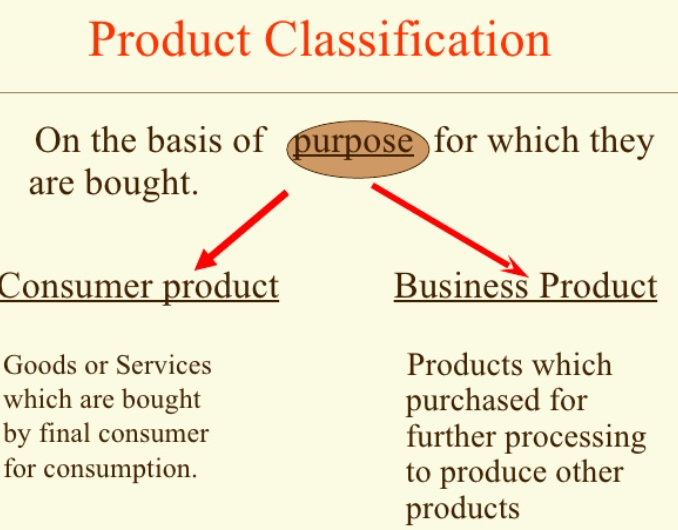 Product Classification
On the basis of purpose for which they
are bought.
Consumer product
Business Product
Goods or Services
which are bought
by final consumer
for consumption.
Products which
purchased for
further processing
to produce other
products